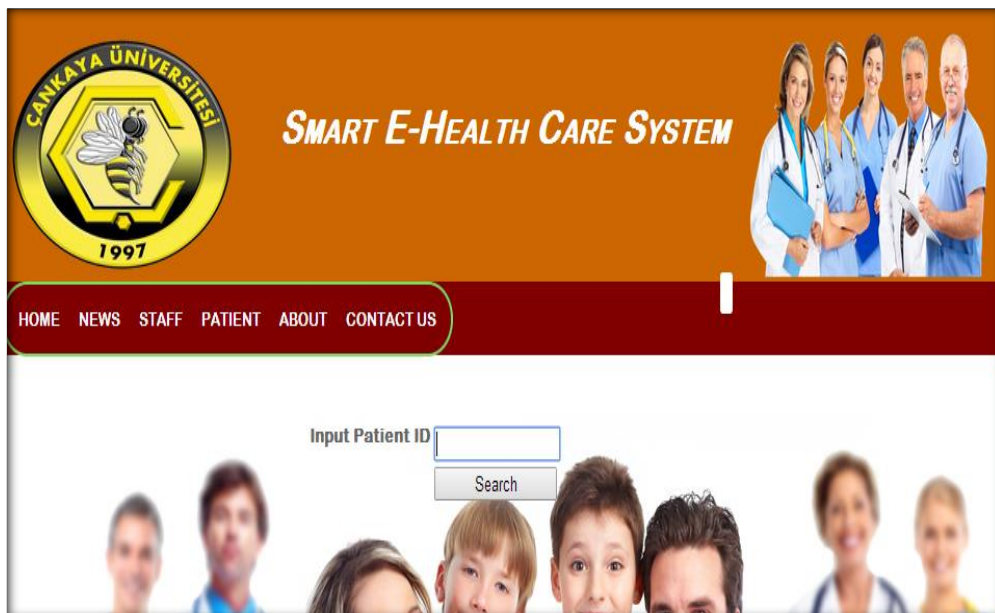 ÇANKAYA ÜNİVERSİTESİ
1997
SMART E-HEALTH CARE SYSTEM
HOME NEWS STAFF PATIENT ABOUT CONTACT US
Input Patient ID
Search